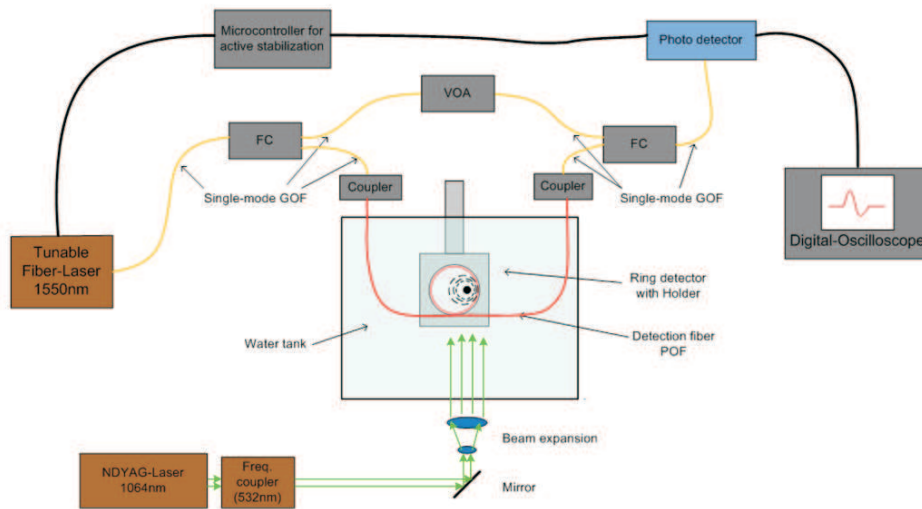 Microcontroller for
active stabilization
Photo detector
VOA
FC
FC
Coupler
Coupler
Single-mode GOF
Single-mode GOF
Tunable
Fiber-Laser
1550nm
Digital-Oscilloscope
Ring detector
with Holder
Water tank
Detection fiber
POF
Beam expansion
NDYAG-Laser
1064nm
Freq.
coupler
(532nm)
Mirror